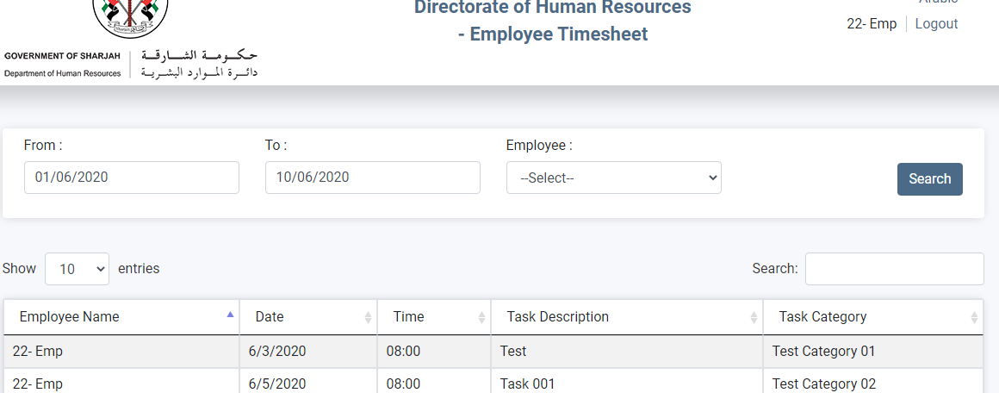 Directorate of Human Resources
- Employee Timesheet
22- Emp
Logout
GOVERNMENT OF SHARJAH
Department of Human Resources
حكومة الشارقة
دائرة الموارد البشرية
From :
To :
Employee :
01/06/2020
10/06/2020
--Select--
Search
Show 10 entries
Search:
Employee Name Date Time Task Description Task Category
22- Emp 6/3/2020 08:00 Test Test Category 01
22- Emp 6/5/2020 08:00 Task 001 Test Category 02